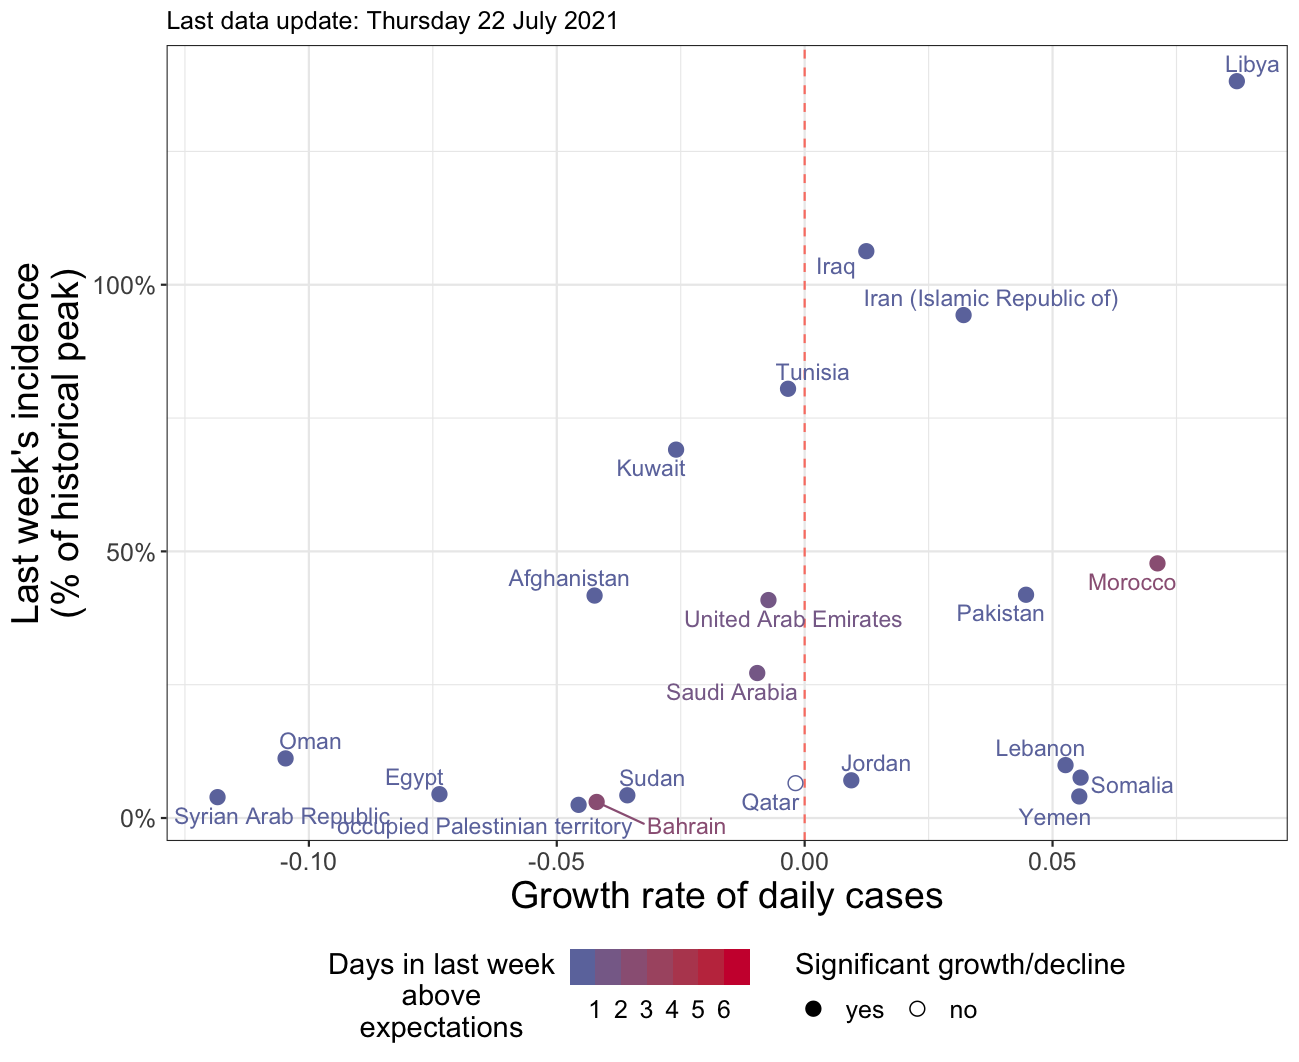 Last data update: Thursday 22 July 2021
Libya
Iraq
Iran (Islamic Republic of)
Tunisia
Kuwait
Afghanistan
Morocco
United Arab Emirates
Pakistan
Saudi Arabia
Oman
Lebanon
Jordan
Egypt
Sudan
Somalia
Qatar
Syrian Arab Republic
Yemen
occupied Palestinian territory
Bahrain
100%
50%
0%
Last week's incidence
(% of historical peak)
-0.10 -0.05 0.00 0.05
Growth rate of daily cases
Days in last week
above
expectations
1 2 3 4 5 6
Significant growth/decline
yes no